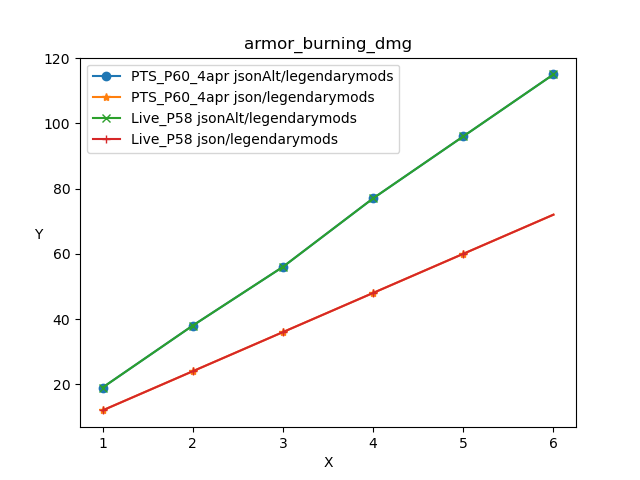 armor_burning_dmg
PTS_P60_4apr jsonAlt/legendarymods
PTS_P60_4apr json/legendarymods
Live_P58 jsonAlt/legendarymods
Live_P58 json/legendarymods
120
100
80
60
40
20
Y
1 2 3 4 5 6
X